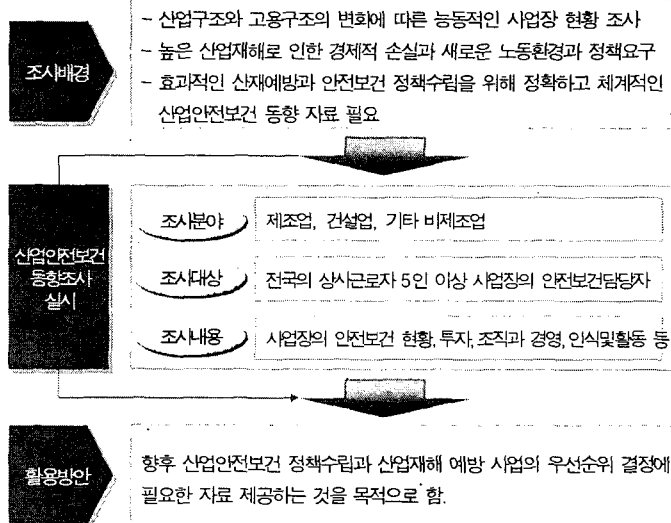 조사배경
- 산업구조와 고용구조의 변화에 따른 능동적인 사업장 현황 조사
- 높은 산업재해로 인한 경제적 손실과 새로운 노동환경과 정책요구
- 효과적인 산재예방과 안전보건 정책수립을 위해 정확하고 체계적인
산업안전보건 동향 자료 필요
산업안전보건
동향조사
실시
조사분야
제조업, 건설업, 기타 비제조업
조사대상
전국의 상시근로자 5인 이상 사업장의 안전보건담당자
조사내용
사업장의 안전보건 현황, 투자, 조직과 경영, 인식및활동 등
활용방안
향후 산업안전보건 정책수립과 산업재해 예방 사업의 우선순위 결정에
필요한 자료 제공하는 것을 목적으로 함.